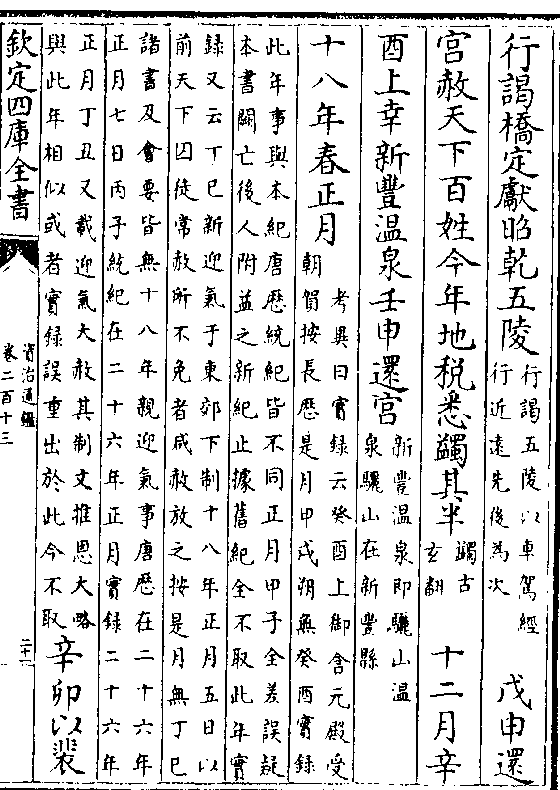 行謁橋定獻昭乾五陵
行謁五陵以車駕經
行近遠先後為次
戊申還
宮赦天下百姓今年地稅悉蠲其半
蠲古
玄翻
十二月辛
酉上幸新豐温泉壬申還宮
新豐温泉即驪山温
泉驪山在新豐縣
十八年春正月
考異曰實録云癸酉上御含元殿受
朝賀按長歷是月甲戌朔無癸酉實録
此年事與本紀唐歷統紀皆不同正月甲子全差誤疑
本書闕亡後人附益之新紀止據舊紀全不取此年實
録又云丁巳新迎氣于東郊下制十八年正月五日以
前天下囚徒常赦所不免者咸赦放之按是月無丁巳
諸書及會要皆無十八年親迎氣事唐歷在二十六年
正月七日丙子統紀在二十六年正月實録二十六年
正月丁丑又載迎氣大赦其制文推恩大略
與此年相似或者實録誤重出於此今不取
辛卯以裴
欽定四庫全書
資治通鑑
卷二百十三
二十一